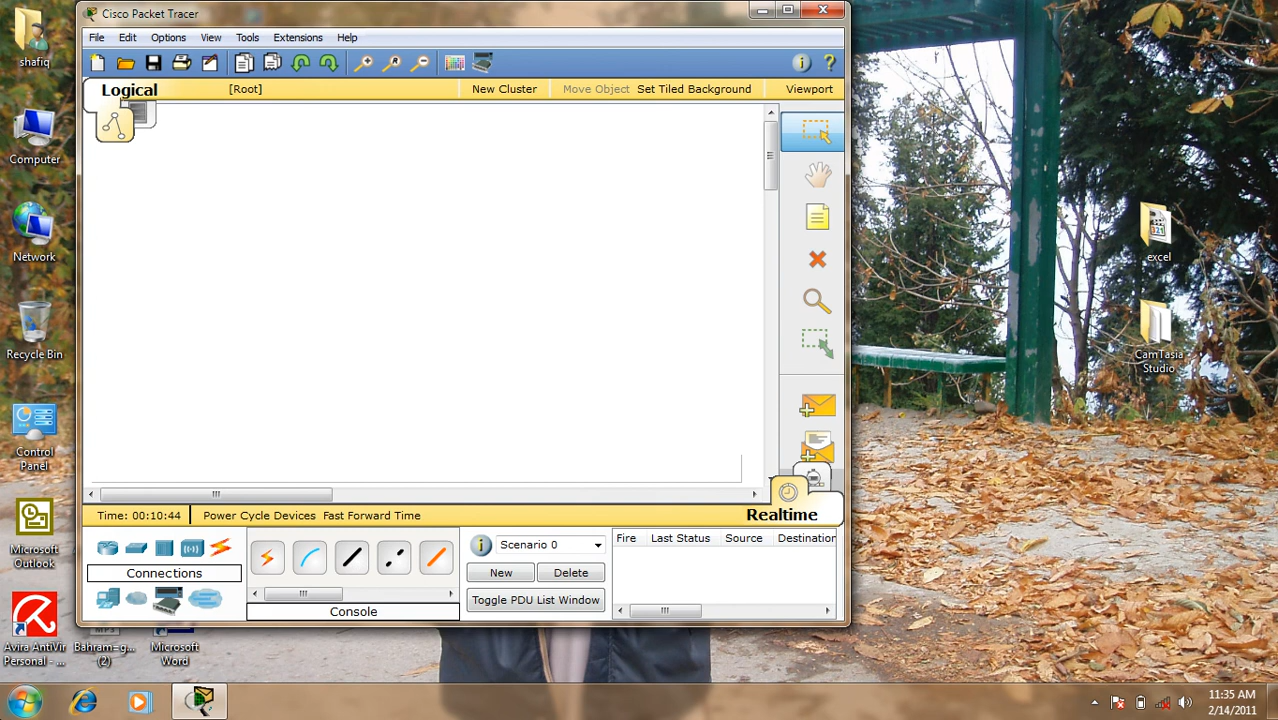 Cisco Packet Tracer
File Edit Options View Tools Extensions Help
Logical [Root] New Cluster Move Object Set Tiled Background Viewport
Time: 00:10:44 Power Cycle Devices Fast Forward Time Realtime
Connections
Console
Scenario 0
New Delete
Toggle PDU List Window
Fire Last Status Source Destination
shafiq
Computer
Network
Recycle Bin
Control
Panel
Microsoft
Outlook
Avira AntiVir
Personal - ...
Bahram=g...
(2)
Microsoft
Word
excel
CamTasia
Studio
321
11:35 AM
2/14/2011